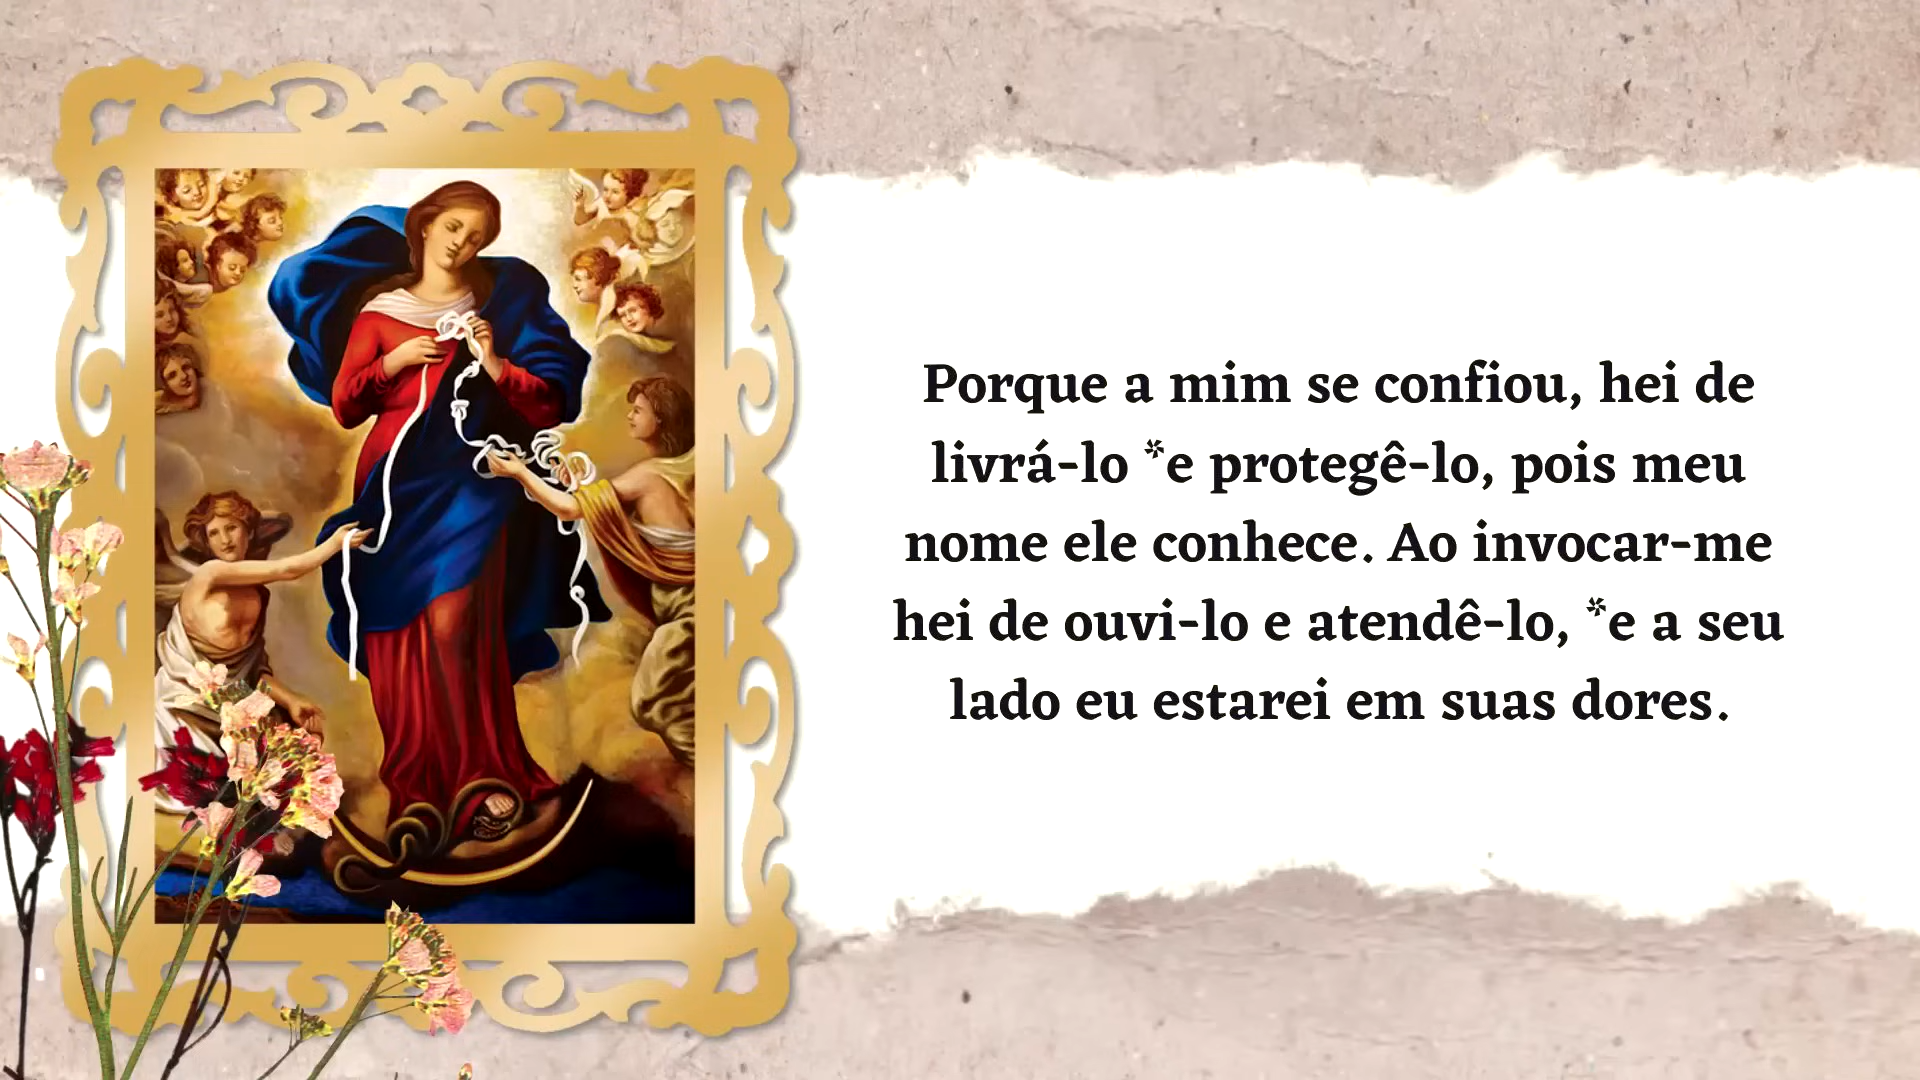 Porque a mim se confiou, hei de
livrá-lo *e protegê-lo, pois meu
nome ele conhece. Ao invocar-me
hei de ouvi-lo e atendê-lo, *e a seu
lado eu estarei em suas dores.